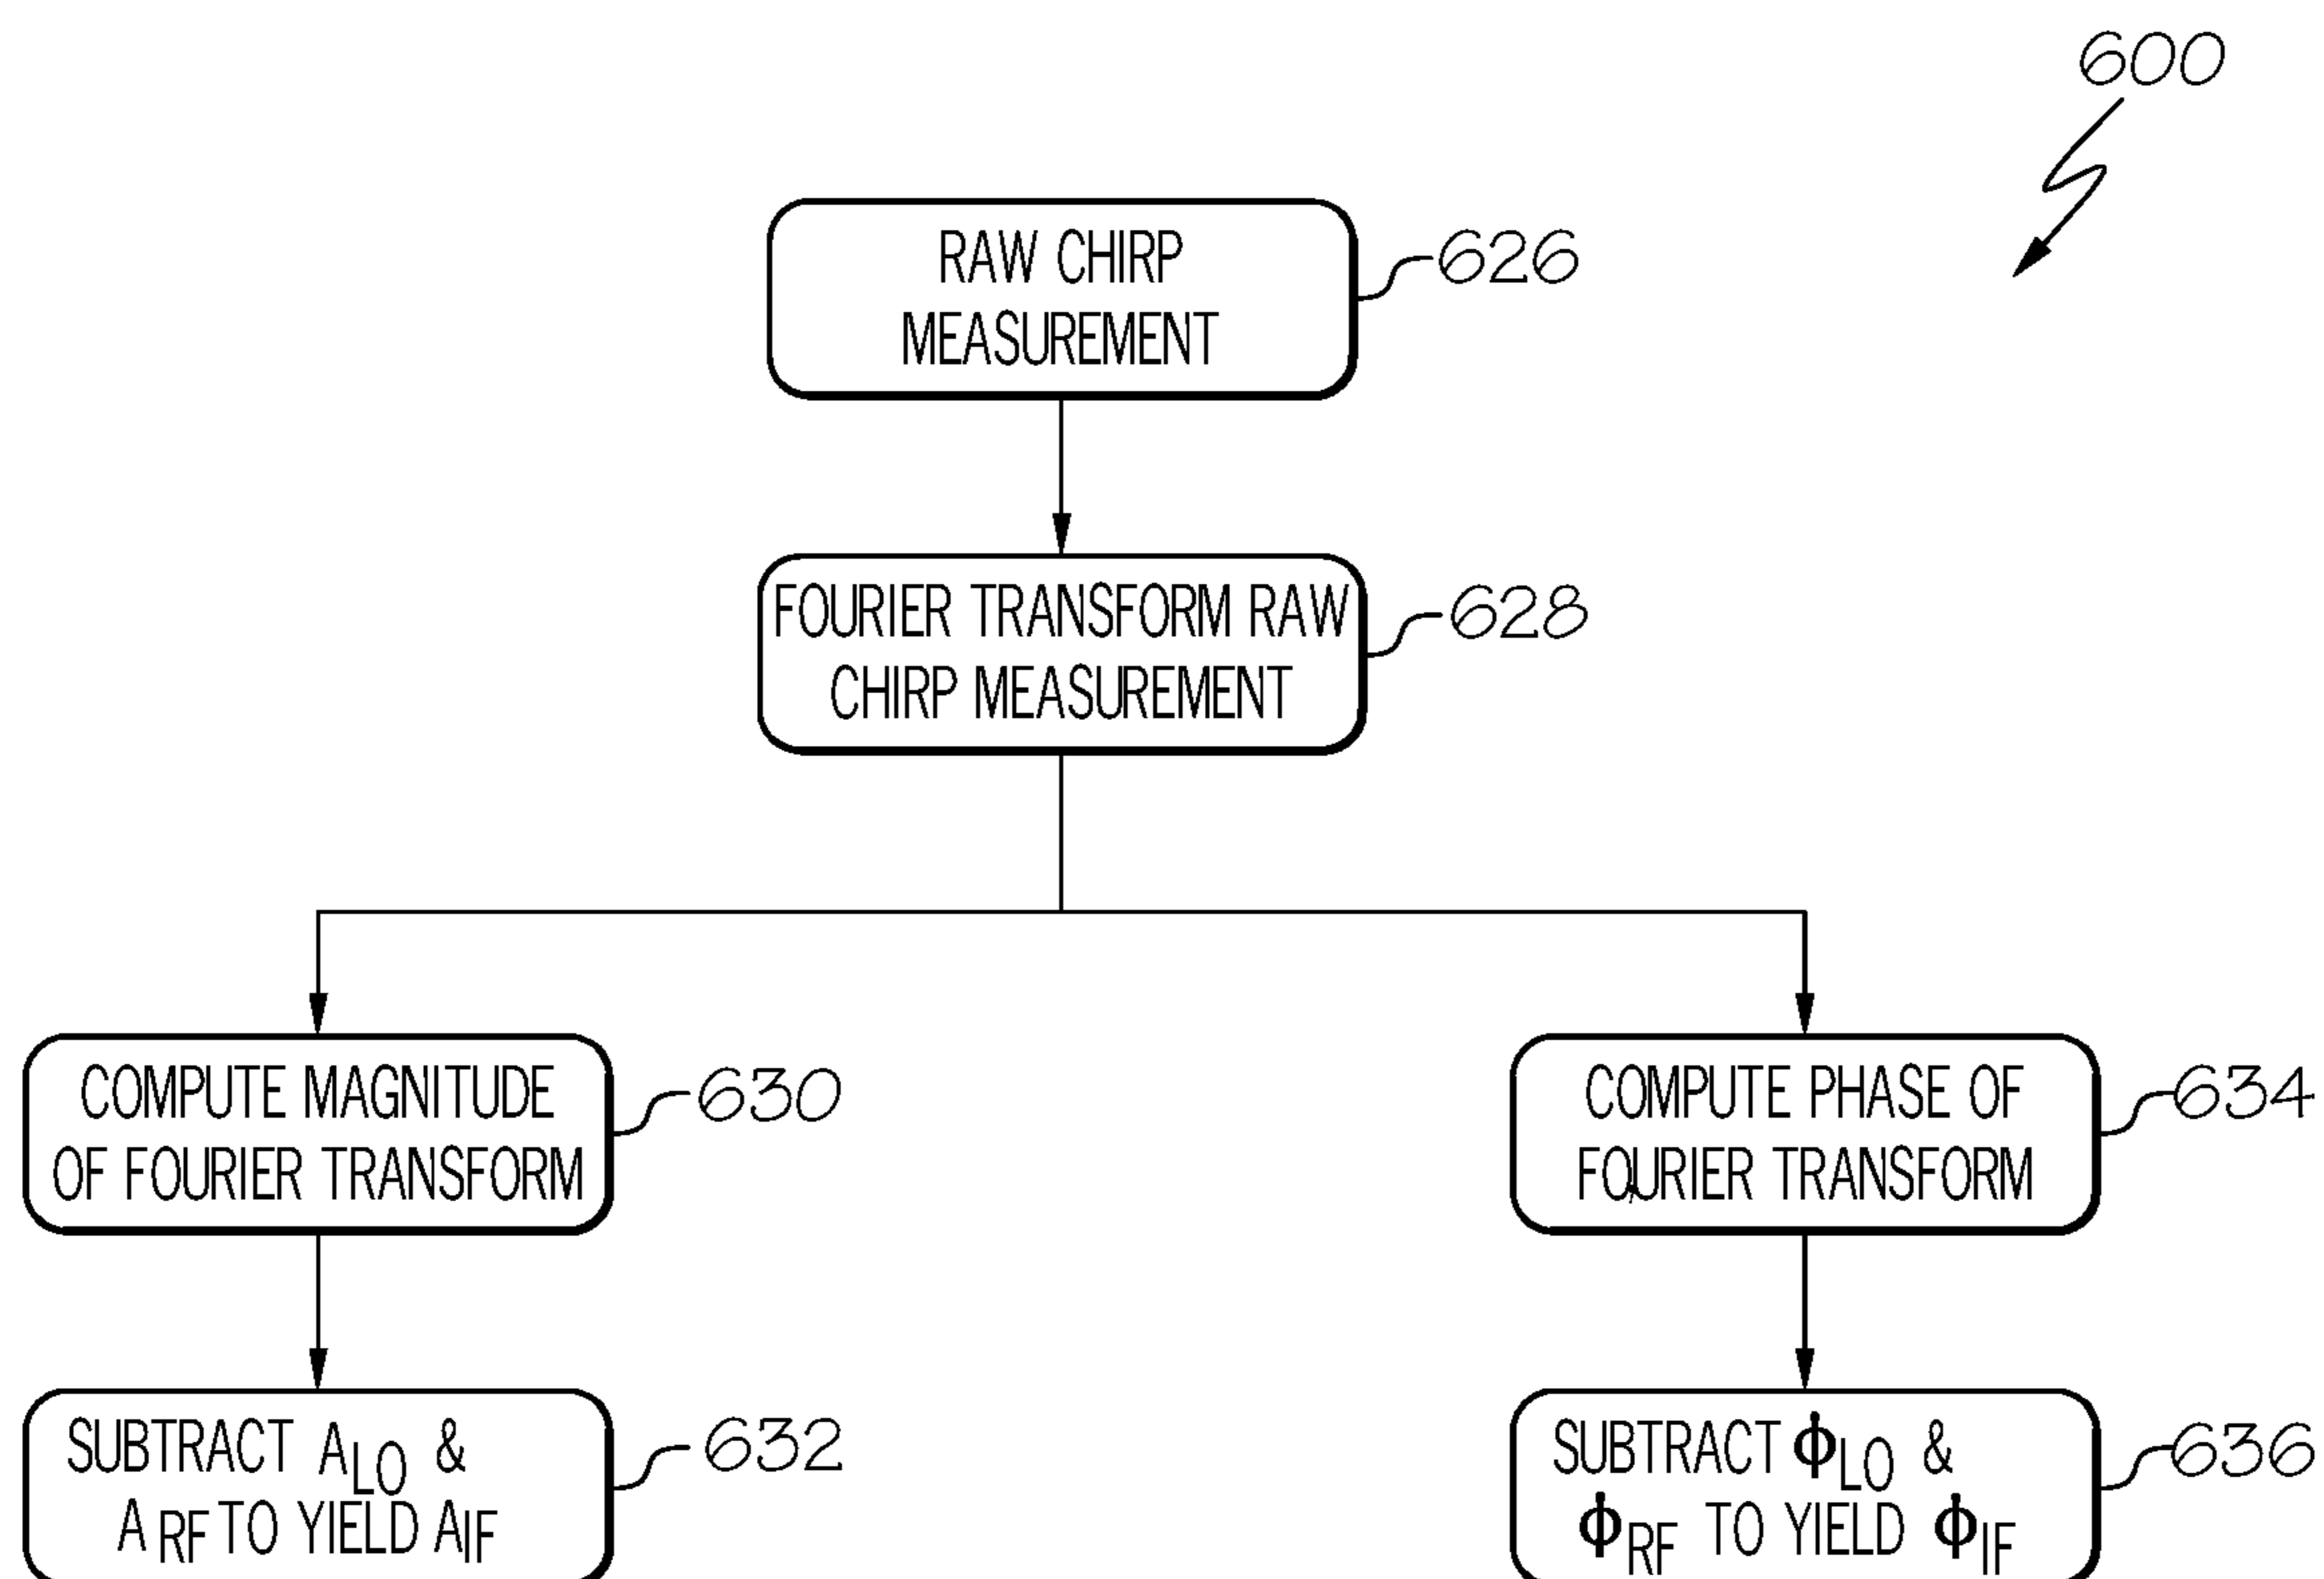 600
RAW CHIRP
MEASUREMENT
626
FOURIER TRANSFORM RAW
CHIRP MEASUREMENT
628
COMPUTE MAGNITUDE
OF FOURIER TRANSFORM
630
COMPUTE PHASE OF
FOURIER TRANSFORM
634
SUBTRACT ALO &
ARF TO YIELD AIF
632
SUBTRACT ΦLO &
ΦRF TO YIELD ΦIF
636